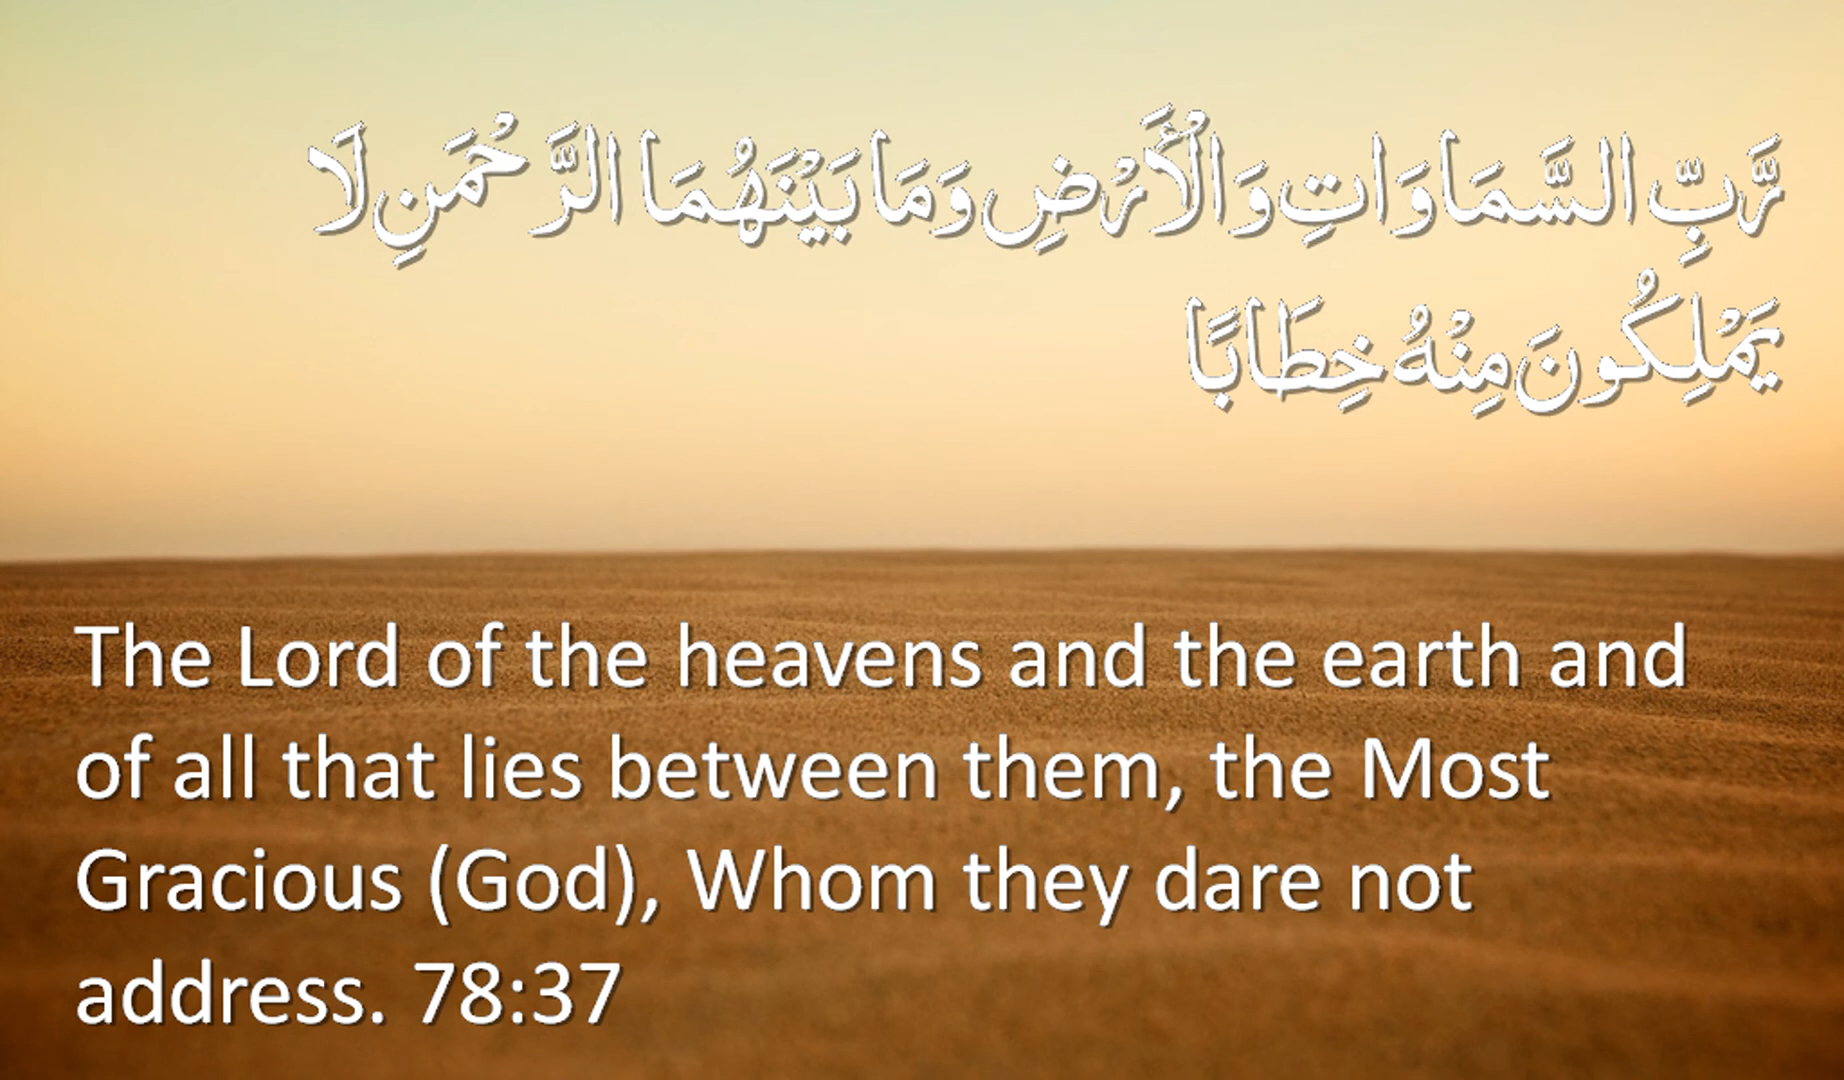 رَّبِّ السَّمَاوَاتِ وَالْأَرْضِ وَمَا بَيْنَهُمَا الرَّحْمَنِ لَا
يَمْلِكُونَ مِنْهُ خِطَابًا
The Lord of the heavens and the earth and
of all that lies between them, the Most
Gracious (God), Whom they dare not
address. 78:37